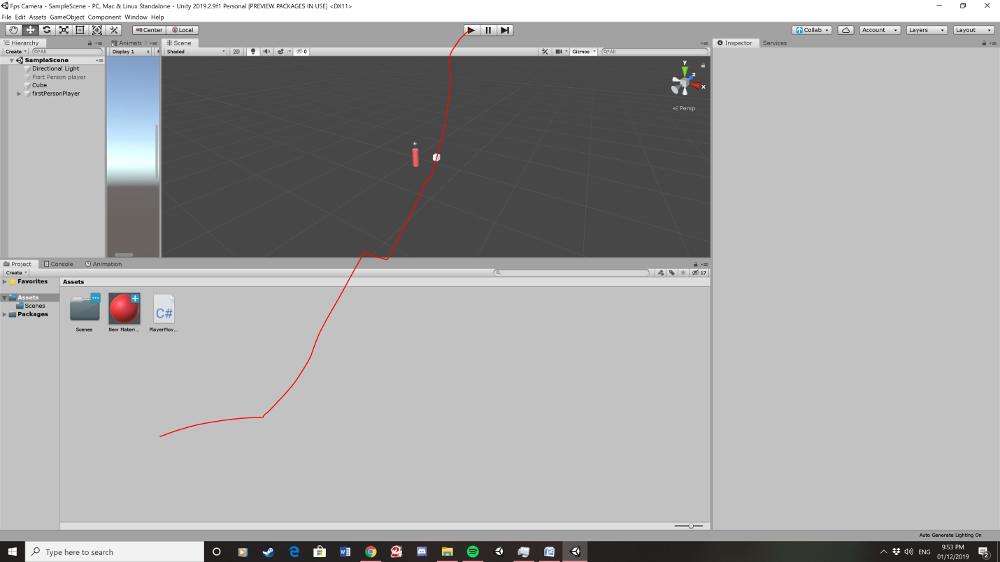 Fps Camera - SampleScene - PC, Mac & Linux Standalone - Unity 2019.2.9f1 Personal [PREVIEW PACKAGES IN USE] <DX11>
File Edit Assets GameObject Component Window Help
Center Local Collab Account Layers Layout
Hierarchy Animato Scene Inspector Services
Create All Display 1 F Shaded 2D 0 Gizmos All
SampleScene
Directional Light
Fisrt Person player
Cube
firstPersonPlayer
y
z
x
Persp
Project Console Animation
Create 17
Favorites Assets
Assets
Scenes
Packages
C#
Scenes New Materi... PlayerMov...
Auto Generate Lighting On
Type here to search
ENG
9:53 PM
01/12/2019
2